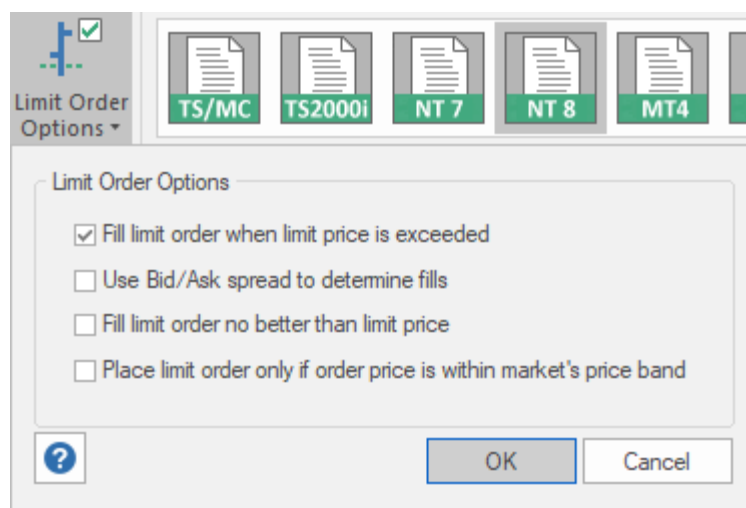 Limit Order
Options
TS/MC
TS2000i
NT 7
NT 8
MT4
Limit Order Options
Fill limit order when limit price is exceeded
Use Bid/Ask spread to determine fills
Fill limit order no better than limit price
Place limit order only if order price is within market's price band
?
OK
Cancel